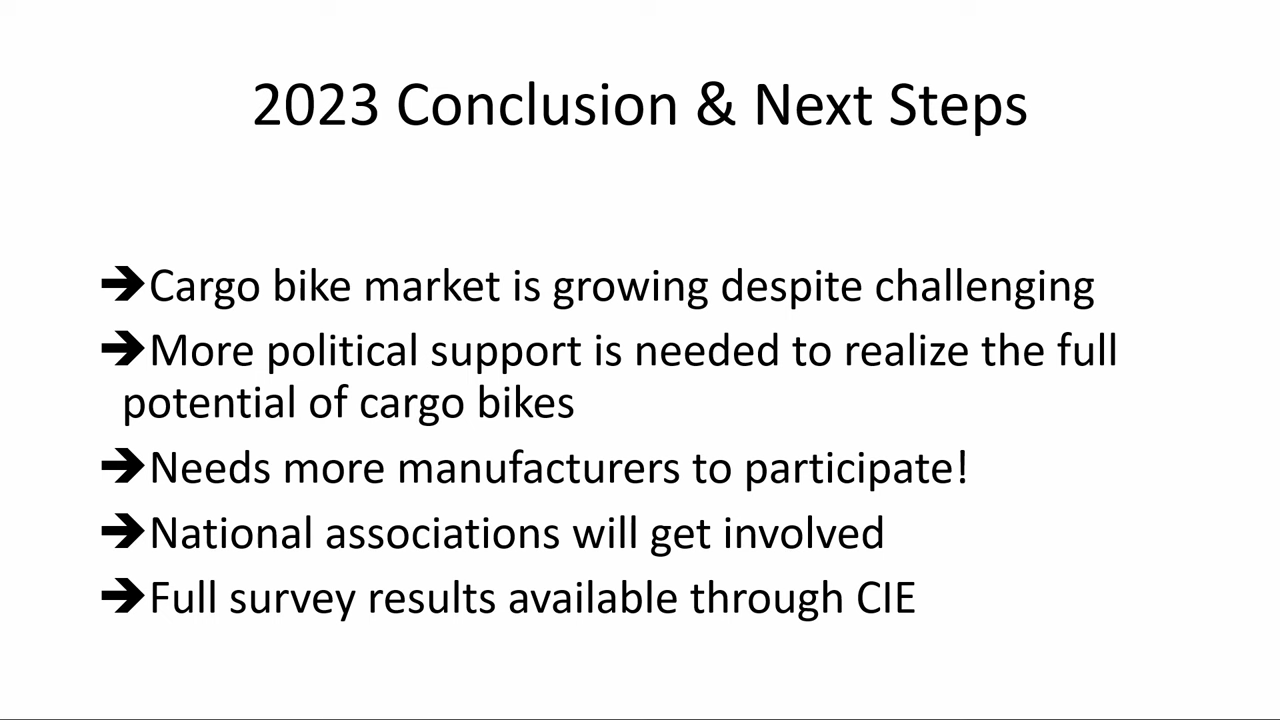 2023 Conclusion & Next Steps
➔Cargo bike market is growing despite challenging
➔More political support is needed to realize the full
potential of cargo bikes
➔Needs more manufacturers to participate!
➔National associations will get involved
➔Full survey results available through CIE